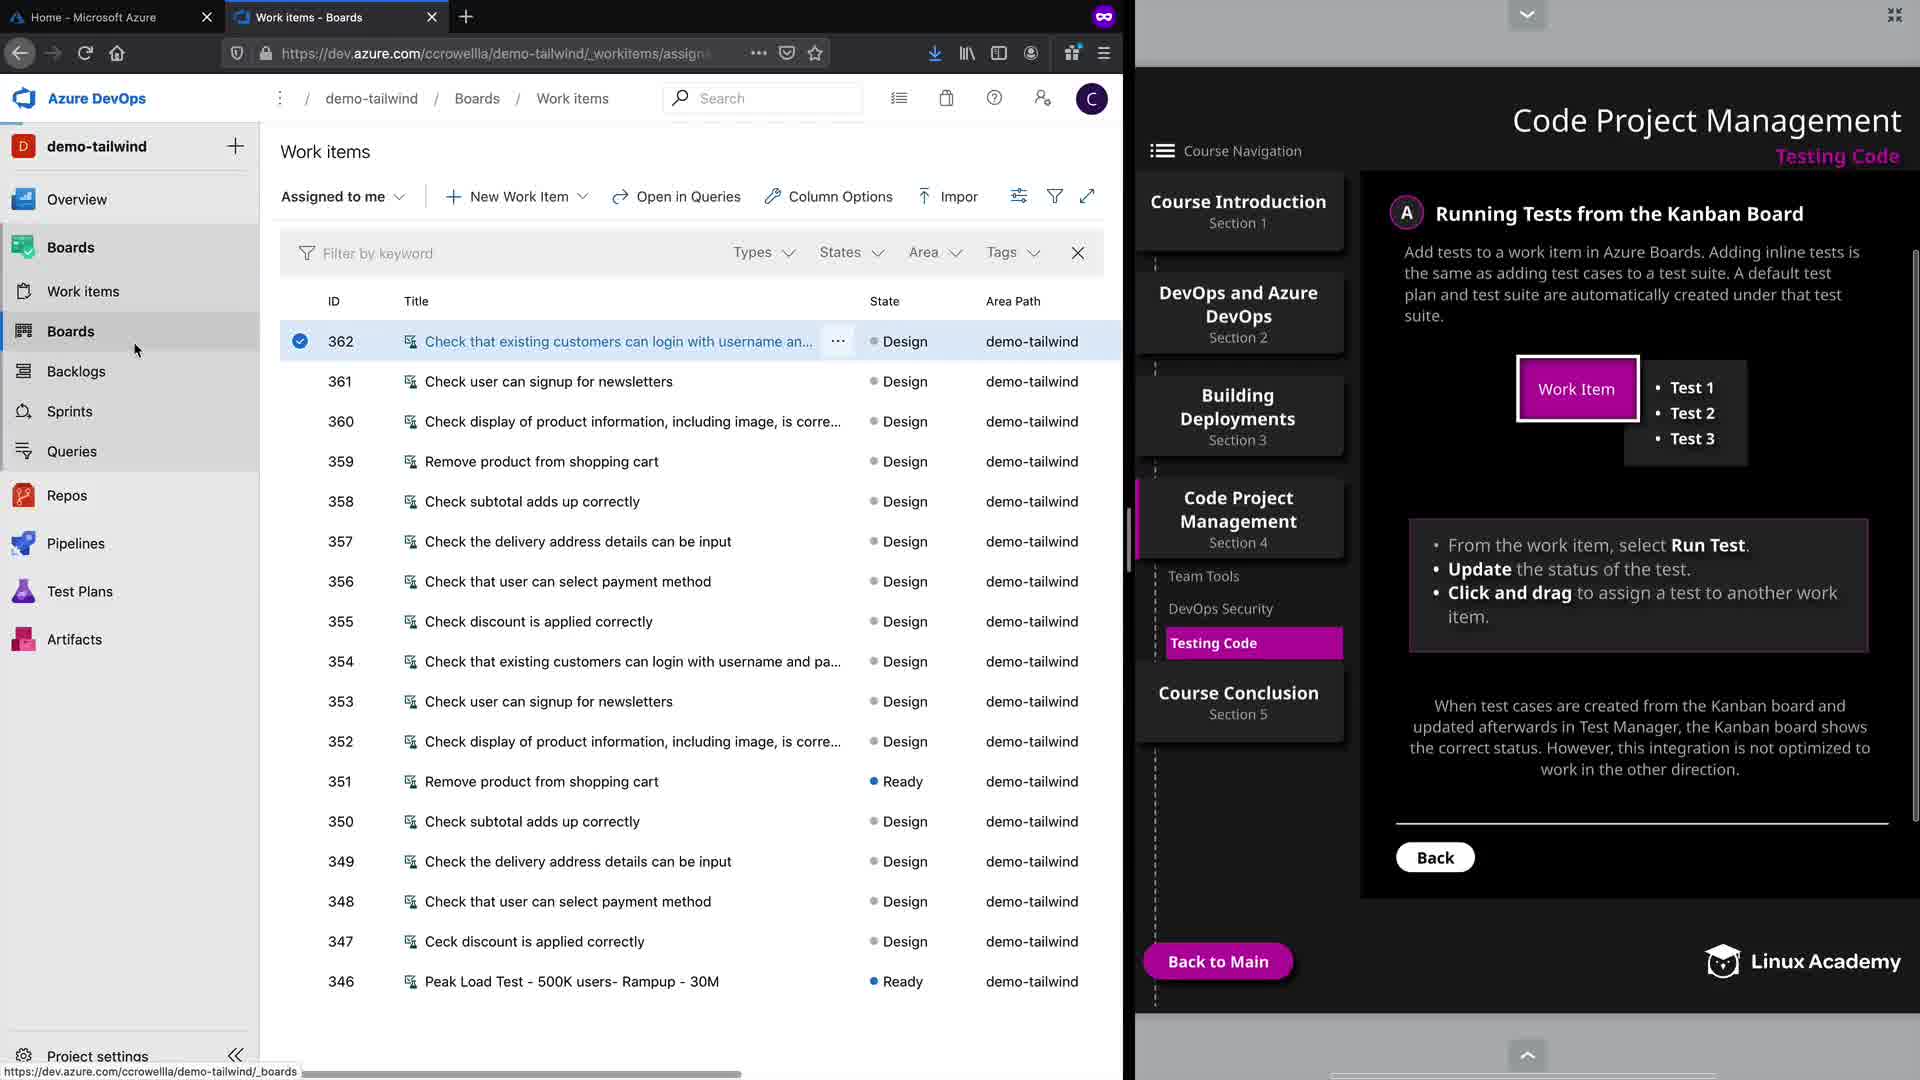 Home - Microsoft Azure
Work items - Boards
https://dev.azure.com/ccrowellla/demo-tailwind/_workitems/assign
Azure DevOps
/ demo-tailwind / Boards / Work items
Search
C
D demo-tailwind
Overview
Boards
Work items
Boards
Backlogs
Sprints
Queries
Repos
Pipelines
Test Plans
Artifacts
Project settings
https://dev.azure.com/ccrowellla/demo-tailwind/_boards
Work items
Assigned to me
New Work Item
Open in Queries
Column Options
Impor
Filter by keyword
Types
States
Area
Tags
ID Title State Area Path
362 Check that existing customers can login with username an... Design demo-tailwind
361 Check user can signup for newsletters Design demo-tailwind
360 Check display of product information, including image, is corre... Design demo-tailwind
359 Remove product from shopping cart Design demo-tailwind
358 Check subtotal adds up correctly Design demo-tailwind
357 Check the delivery address details can be input Design demo-tailwind
356 Check that user can select payment method Design demo-tailwind
355 Check discount is applied correctly Design demo-tailwind
354 Check that existing customers can login with username and pa... Design demo-tailwind
353 Check user can signup for newsletters Design demo-tailwind
352 Check display of product information, including image, is corre... Design demo-tailwind
351 Remove product from shopping cart Ready demo-tailwind
350 Check subtotal adds up correctly Design demo-tailwind
349 Check the delivery address details can be input Design demo-tailwind
348 Check that user can select payment method Design demo-tailwind
347 Ceck discount is applied correctly Design demo-tailwind
346 Peak Load Test - 500K users- Rampup - 30M Ready demo-tailwind
Code Project Management
Testing Code
Course Navigation
Course Introduction
Section 1
DevOps and Azure
DevOps
Section 2
Building
Deployments
Section 3
Code Project
Management
Section 4
Team Tools
DevOps Security
Testing Code
Course Conclusion
Section 5
Back to Main
A Running Tests from the Kanban Board
Add tests to a work item in Azure Boards. Adding inline tests is
the same as adding test cases to a test suite. A default test
plan and test suite are automatically created under that test
suite.
Work Item
• Test 1
• Test 2
• Test 3
• From the work item, select Run Test.
• Update the status of the test.
• Click and drag to assign a test to another work
item.
When test cases are created from the Kanban board and
updated afterwards in Test Manager, the Kanban board shows
the correct status. However, this integration is not optimized to
work in the other direction.
Back
Linux Academy